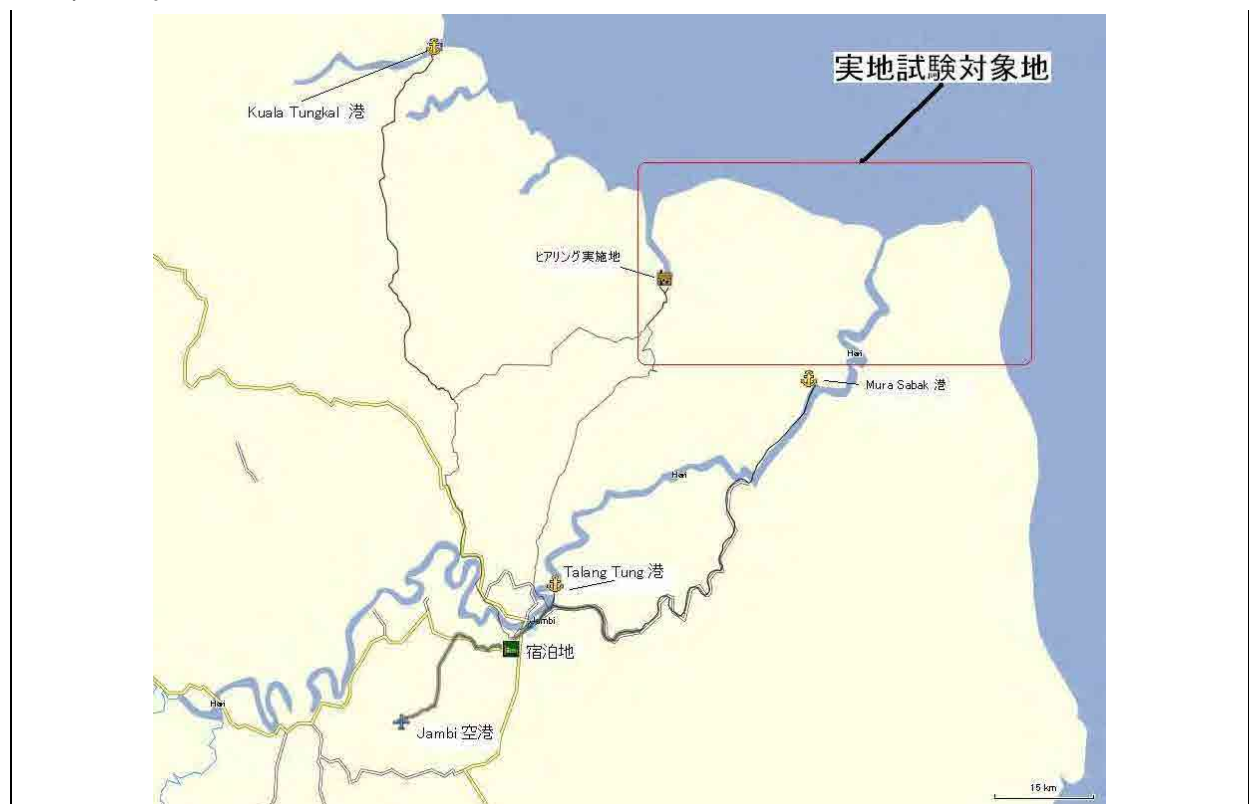 実地試験対象地
Kuala Tungkal 港
ヒアリング実施地
Hari
Mura Sabak 港
Hari
Talang Tung 港
Jambi
宿泊地
Hari
Jambi 空港
15 km